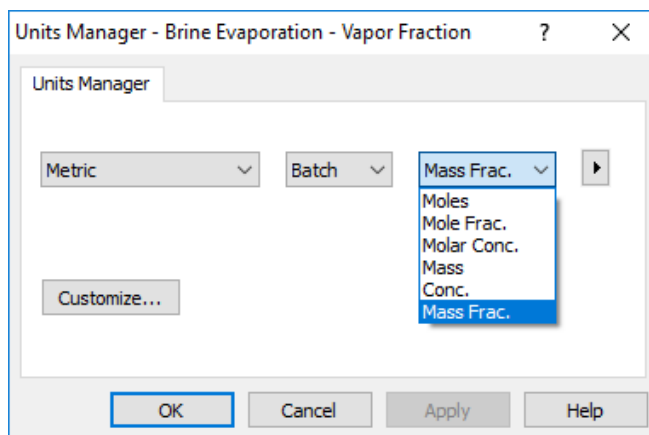 Units Manager - Brine Evaporation - Vapor Fraction ?
Units Manager
Metric Batch Mass Frac.
Moles
Mole Frac.
Molar Conc.
Mass
Conc.
Mass Frac.
Customize...
OK Cancel Apply Help